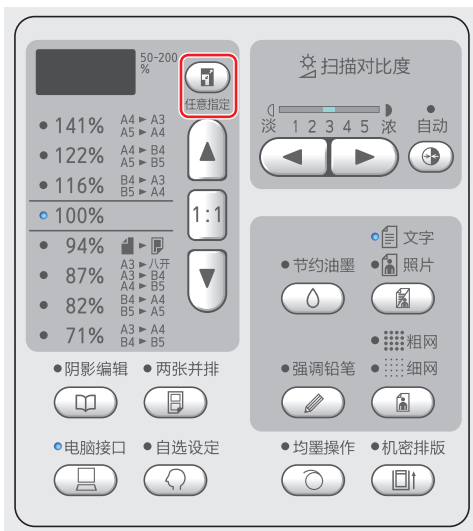 50-200
%
任意指定
141% A4 ► A3
A5 ► A4
122% A4 ► B4
A5 ► B5
116% B4 ► A3
B5 ► A4
100%
1:1
94%
87% A3 ► 八开
A3 ► B4
A4 ► B5
82% B4 ► A4
B5 ► A5
71% A3 ► A4
B4 ► B5
扫描对比度
淡 1 2 3 4 5 浓 自动
文字
节约油墨 照片
粗网
强调铅笔 细网
阴影编辑 两张并排
电脑接口 自选设定 均墨操作 机密排版